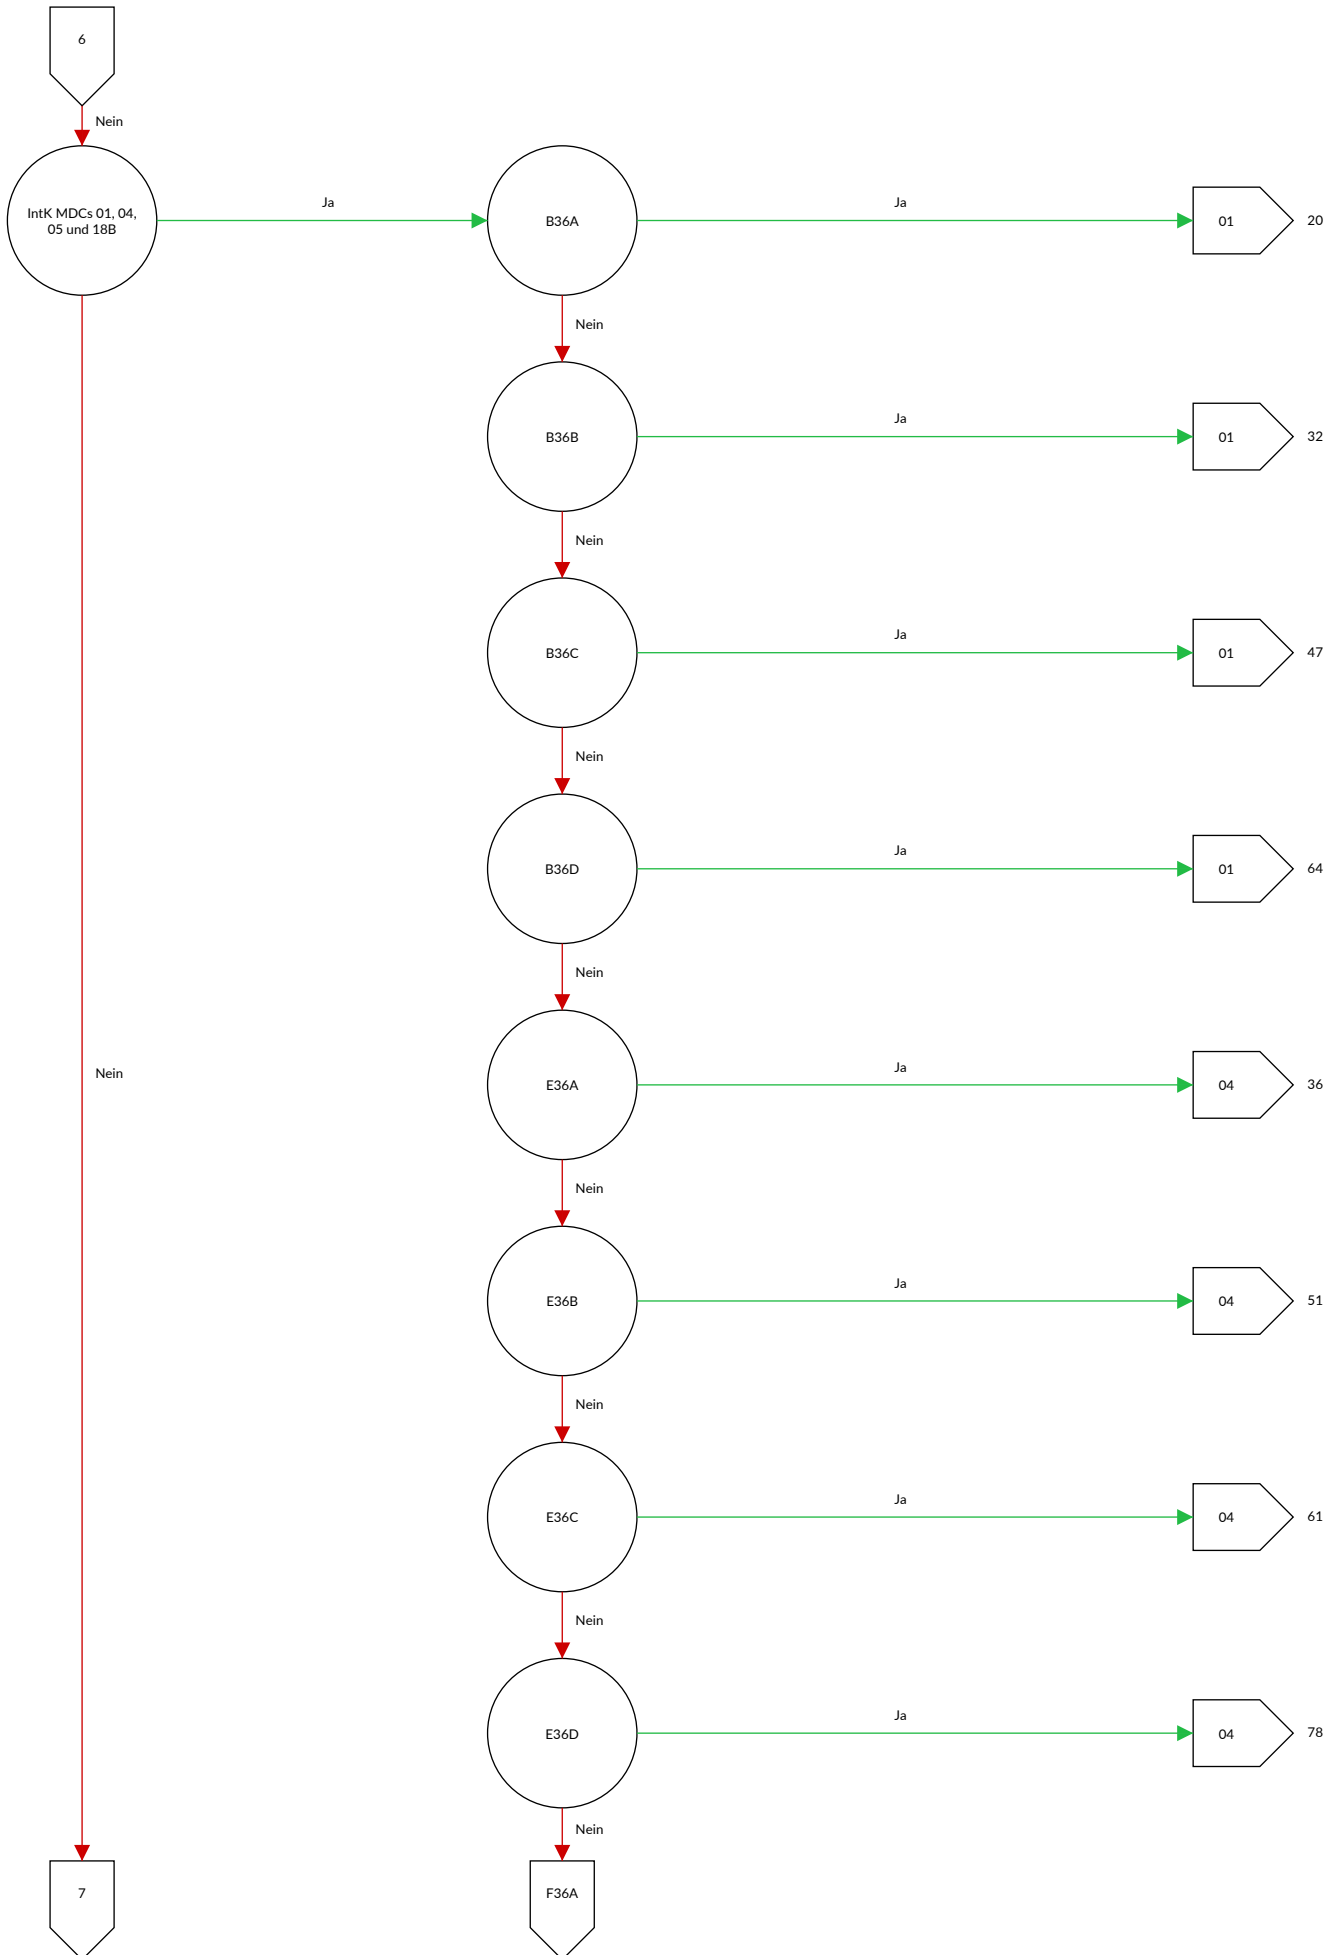 6
Nein
IntK MDCs 01, 04,
05 und 18B
Ja
B36A
Ja
01
20
Nein
B36B
Ja
01
32
Nein
B36C
Ja
01
47
Nein
B36D
Ja
01
64
Nein
Nein
E36A
Ja
04
36
Nein
E36B
Ja
04
51
Nein
E36C
Ja
04
61
Nein
E36D
Ja
04
78
Nein
7
F36A